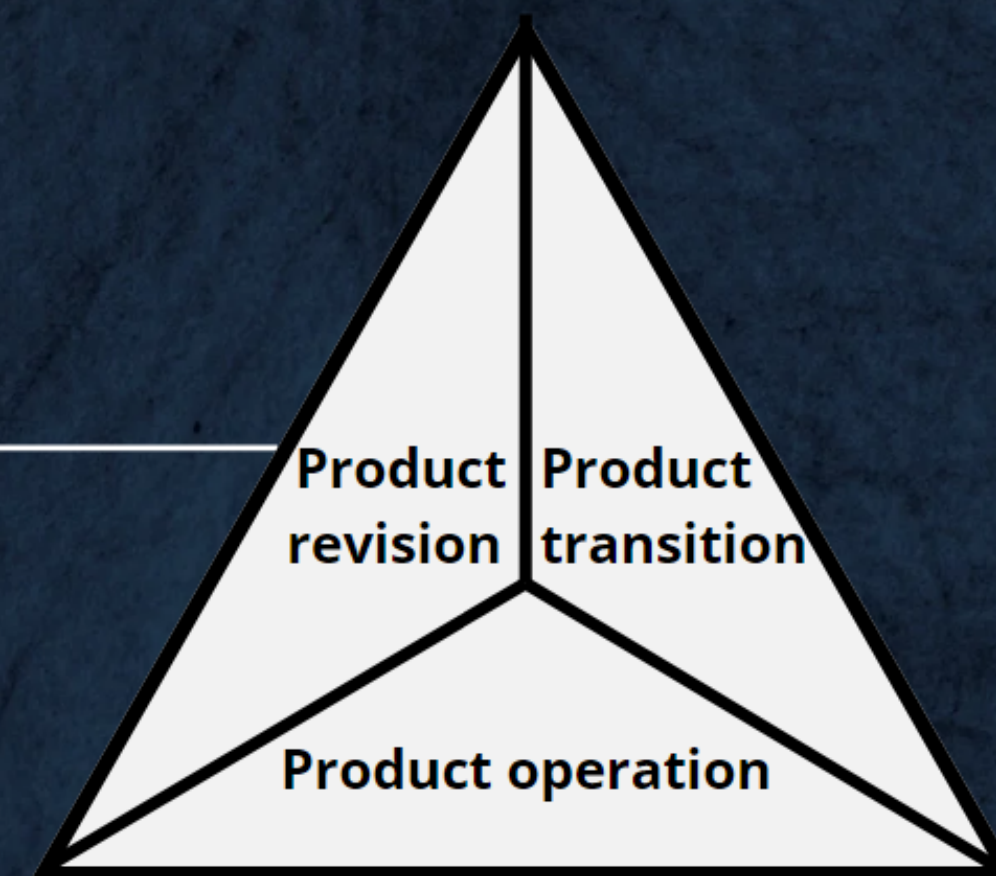 Product
revision
Product
transition
Product operation